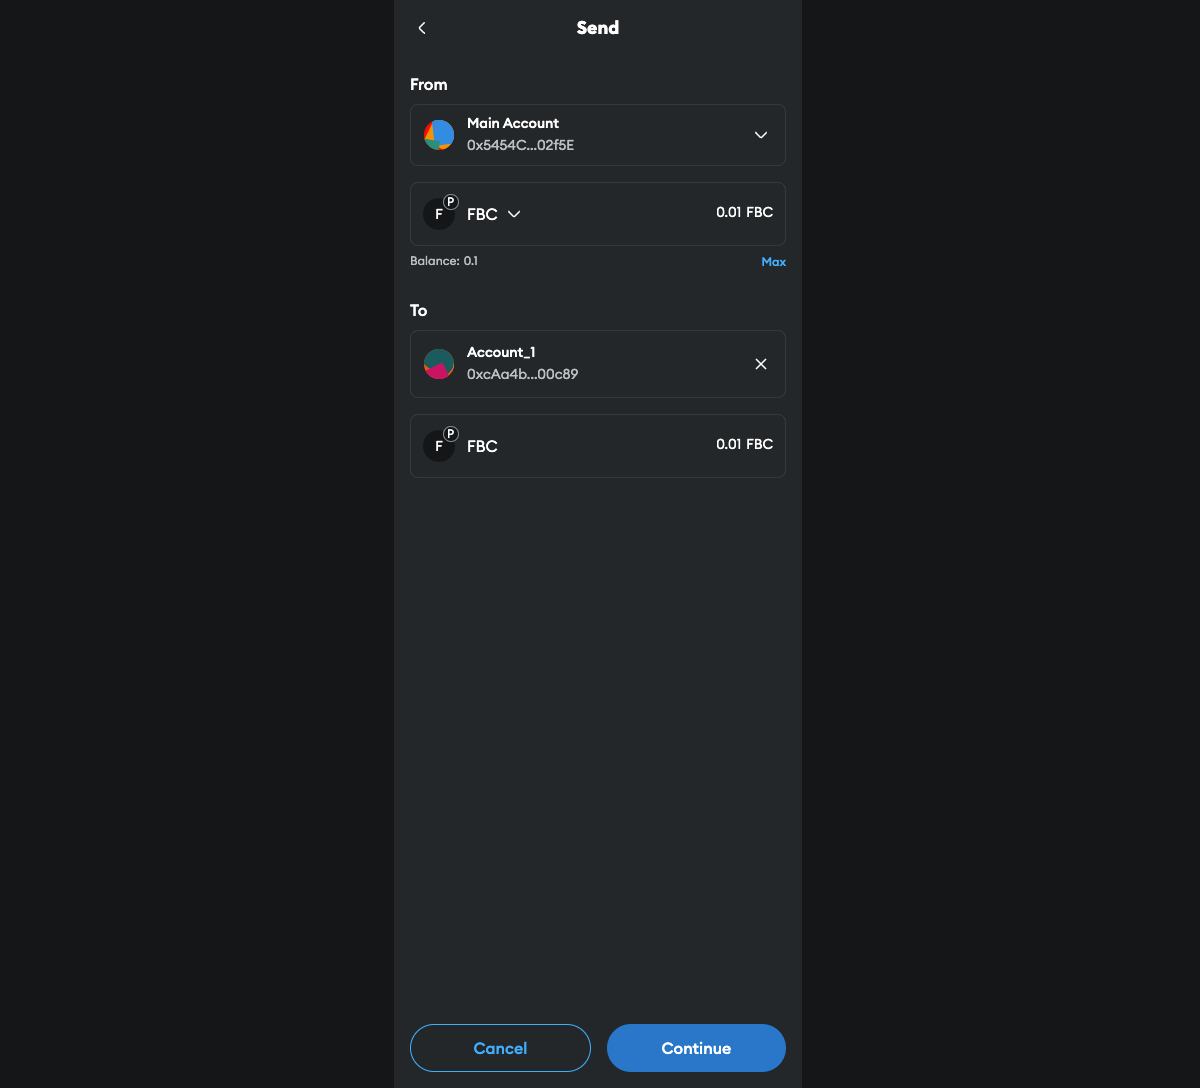 Send
From
Main Account
0x5454C...02f5E
P
F FBC 0.01 FBC
Balance: 0.1 Max
To
Account_1
0xcAa4b...00c89
P
F FBC 0.01 FBC
Cancel Continue